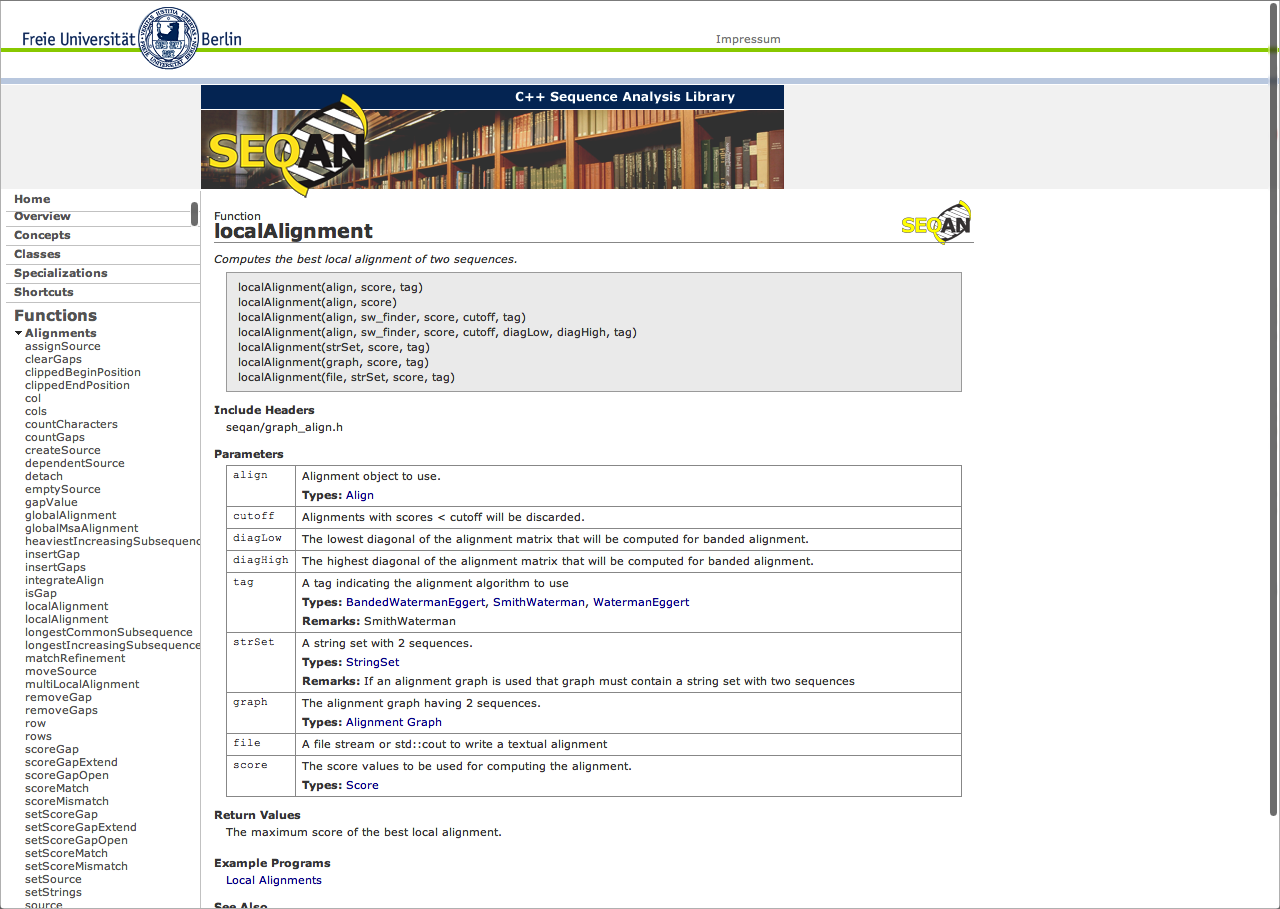 Freie Universität Berlin
Impressum
C++ Sequence Analysis Library
SEQAN
Home
Overview
Concepts
Classes
Specializations
Shortcuts
Functions
Alignments
assignSource
clearGaps
clippedBeginPosition
clippedEndPosition
col
cols
countCharacters
countGaps
createSource
dependentSource
detach
emptySource
gapValue
globalAlignment
globalMsaAlignment
heaviestIncreasingSubsequenc
insertGap
insertGaps
integrateAlign
isGap
localAlignment
localAlignment
longestCommonSubsequence
longestIncreasingSubsequence
matchRefinement
moveSource
multiLocalAlignment
removeGap
removeGaps
row
rows
scoreGap
scoreGapExtend
scoreGapOpen
scoreMatch
scoreMismatch
setScoreGap
setScoreGapExtend
setScoreGapOpen
setScoreMatch
setScoreMismatch
setSource
setStrings
source
Function
localAlignment
SEQAN
Computes the best local alignment of two sequences.
localAlignment(align, score, tag)
localAlignment(align, score)
localAlignment(align, sw_finder, score, cutoff, tag)
localAlignment(align, sw_finder, score, cutoff, diagLow, diagHigh, tag)
localAlignment(strSet, score, tag)
localAlignment(graph, score, tag)
localAlignment(file, strSet, score, tag)
Include Headers
seqan/graph_align.h
Parameters
align Alignment object to use.
Types: Align
cutoff Alignments with scores < cutoff will be discarded.
diagLow The lowest diagonal of the alignment matrix that will be computed for banded alignment.
diagHigh The highest diagonal of the alignment matrix that will be computed for banded alignment.
tag A tag indicating the alignment algorithm to use
Types: BandedWatermanEggert, SmithWaterman, WatermanEggert
Remarks: SmithWaterman
strSet A string set with 2 sequences.
Types: StringSet
Remarks: If an alignment graph is used that graph must contain a string set with two sequences
graph The alignment graph having 2 sequences.
Types: Alignment Graph
file A file stream or std::cout to write a textual alignment
score The score values to be used for computing the alignment.
Types: Score
Return Values
The maximum score of the best local alignment.
Example Programs
Local Alignments
See Also